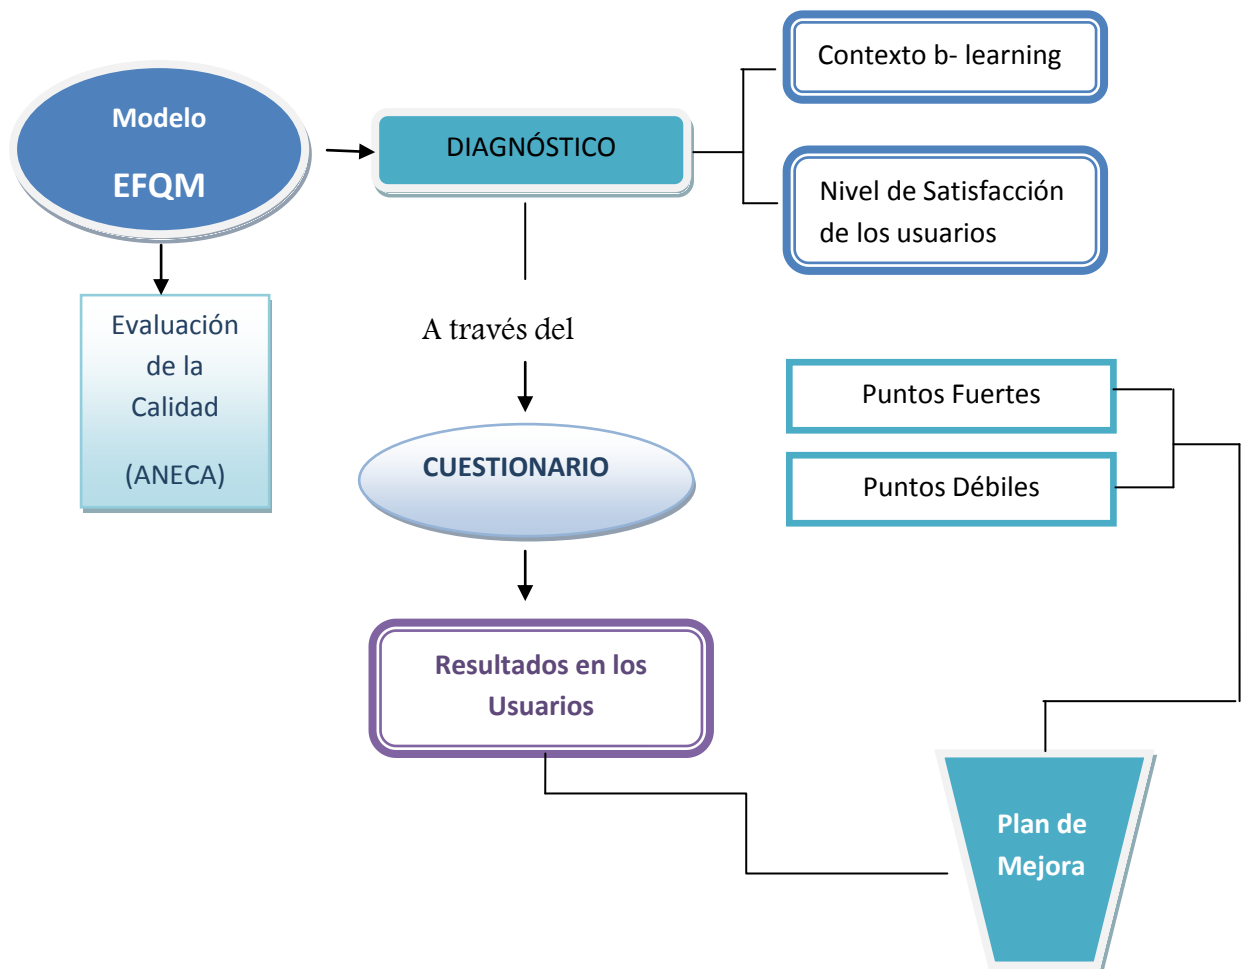 Modelo
EFQM
DIAGNÓSTICO
Contexto b- learning
Nivel de Satisfacción
de los usuarios
Evaluación
de la
Calidad
(ANECA)
A través del
CUESTIONARIO
Puntos Fuertes
Puntos Débiles
Resultados en los
Usuarios
Plan de
Mejora